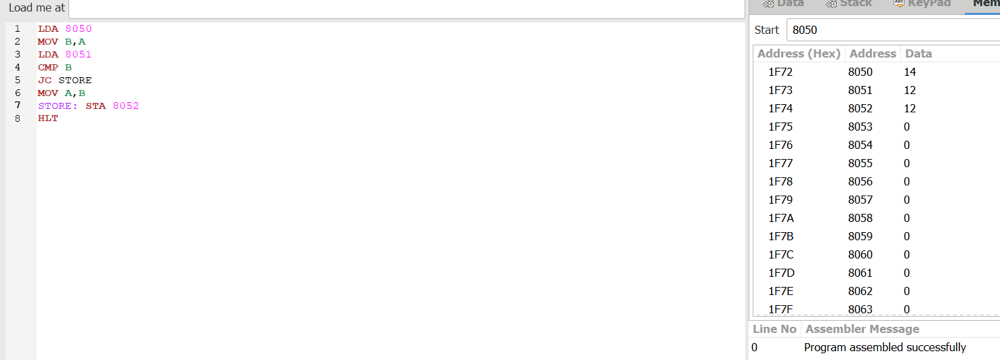 Load me at
Data Stack KeyPad Mem
1 LDA 8050
2 MOV B,A
3 LDA 8051
4 CMP B
5 JC STORE
6 MOV A,B
7 STORE: STA 8052
8 HLT
Start 8050
Address (Hex) Address Data
1F72 8050 14
1F73 8051 12
1F74 8052 12
1F75 8053 0
1F76 8054 0
1F77 8055 0
1F78 8056 0
1F79 8057 0
1F7A 8058 0
1F7B 8059 0
1F7C 8060 0
1F7D 8061 0
1F7E 8062 0
1F7F 8063 0
Line No Assembler Message
0 Program assembled successfully